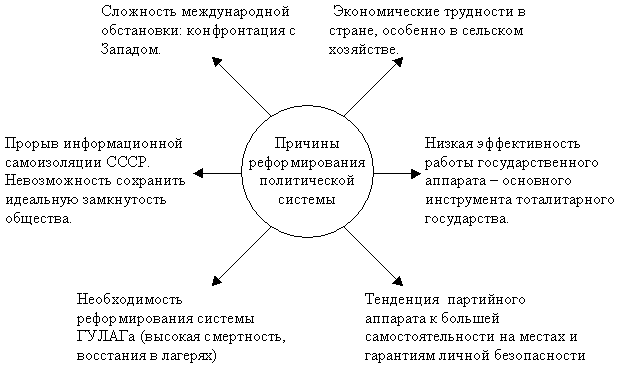 Причины
реформирования
политической
системы
Сложность международной
обстановки: конфронтация с
Западом.
Экономические трудности в
стране, особенно в сельском
хозяйстве.
Прорыв информационной
самоизоляции СССР.
Невозможность сохранить
идеальную замкнутость
общества.
Низкая эффективность
работы государственного
аппарата – основного
инструмента тоталитарного
государства.
Необходимость
реформирования системы
ГУЛАГа (высокая смертность,
восстания в лагерях)
Тенденция партийного
аппарата к большей
самостоятельности на местах и
гарантиям личной безопасности